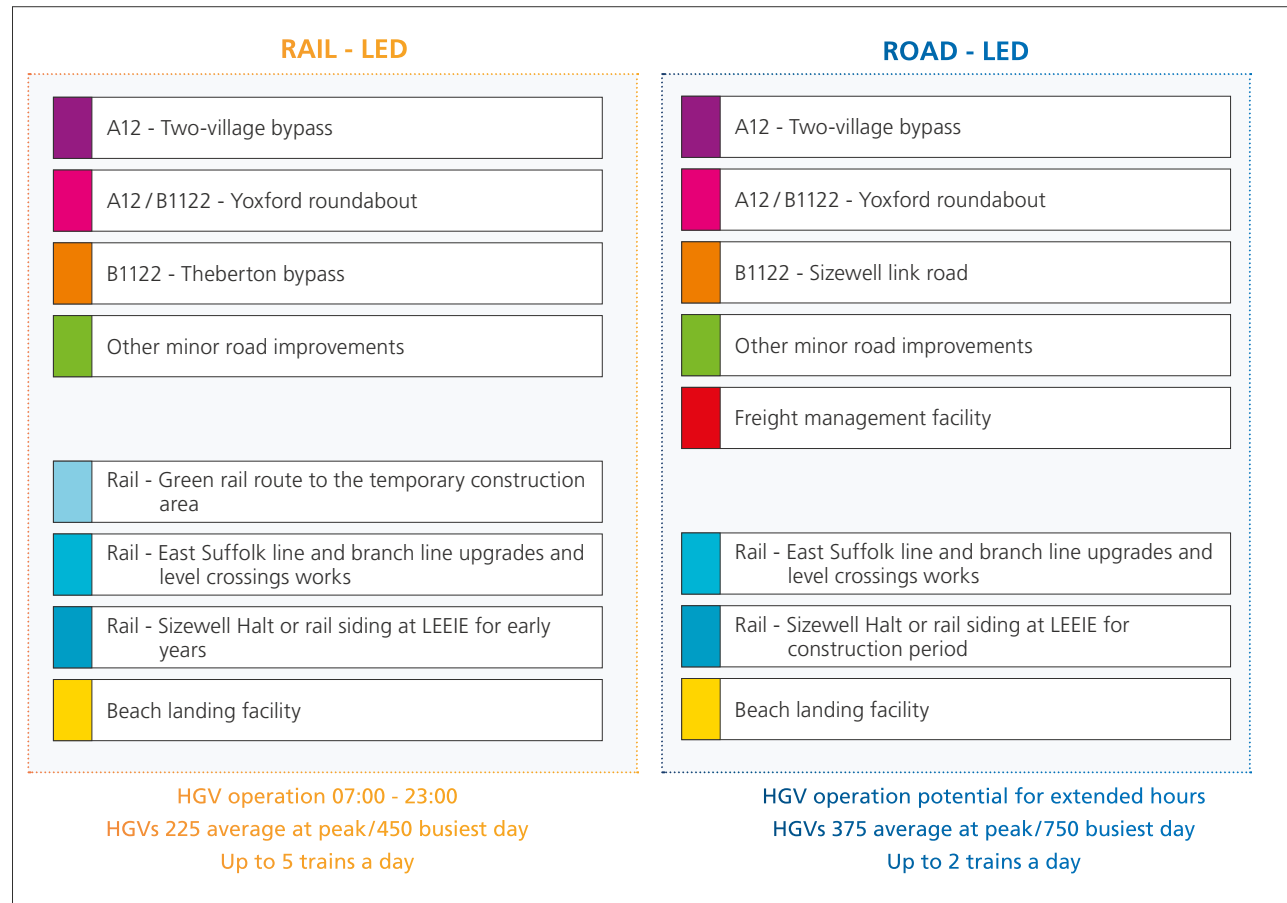 RAIL - LED
A12 - Two-village bypass
A12 / B1122 - Yoxford roundabout
B1122 - Theberton bypass
Other minor road improvements
Rail - Green rail route to the temporary construction
area
Rail - East Suffolk line and branch line upgrades and
level crossings works
Rail - Sizewell Halt or rail siding at LEEIE for early
years
Beach landing facility
HGV operation 07:00 - 23:00
HGVs 225 average at peak/450 busiest day
Up to 5 trains a day
ROAD - LED
A12 - Two-village bypass
A12 / B1122 - Yoxford roundabout
B1122 - Sizewell link road
Other minor road improvements
Freight management facility
Rail - East Suffolk line and branch line upgrades and
level crossings works
Rail - Sizewell Halt or rail siding at LEEIE for
construction period
Beach landing facility
HGV operation potential for extended hours
HGVs 375 average at peak/750 busiest day
Up to 2 trains a day